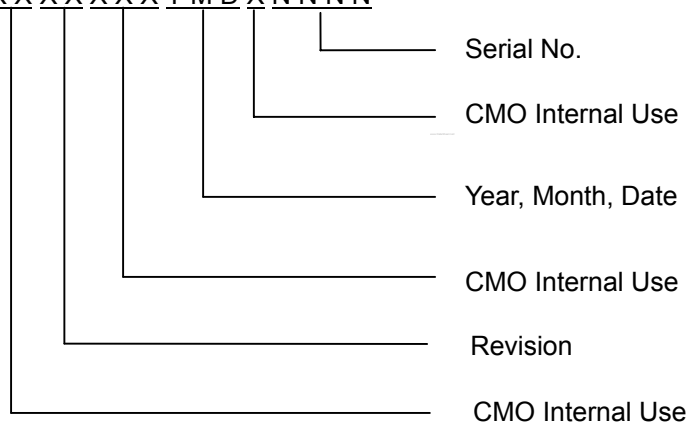 X X X X X X X Y M D X N N N N
Serial No.
CMO Internal Use
Year, Month, Date
CMO Internal Use
Revision
CMO Internal Use